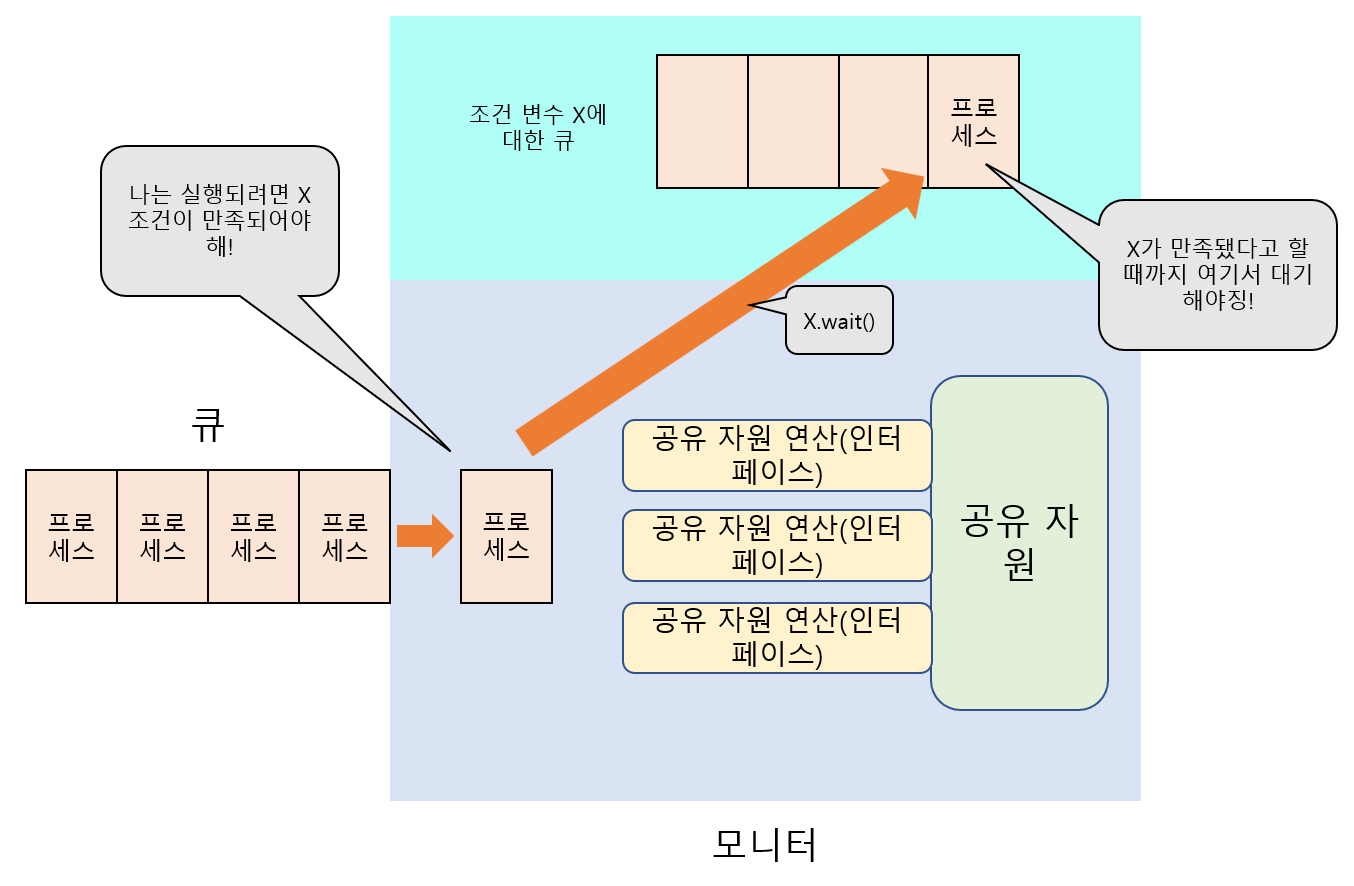 조건 변수 X에
대한 큐
프로
세스
나는 실행되려면 X
조건이 만족되어야
해!
X가 만족됐다고 할
때까지 여기서 대기
해야징!
X.wait()
큐
프로
세스
프로
세스
프로
세스
프로
세스
프로
세스
공유 자원 연산(인터
페이스)
공유 자원 연산(인터
페이스)
공유 자원 연산(인터
페이스)
공유 자
원
모니터